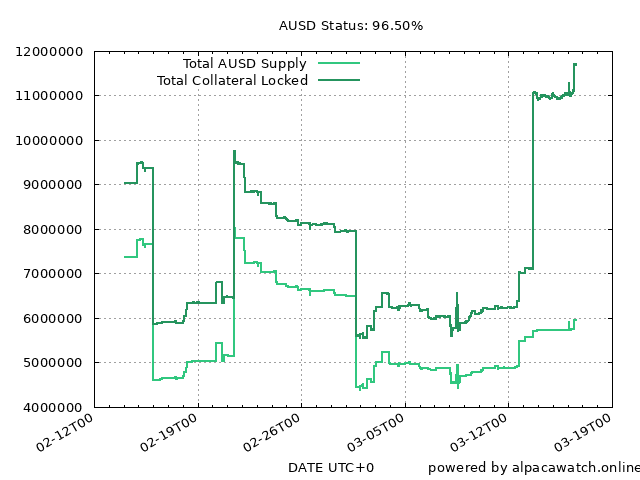 AUSD Status: 96.50%
Total AUSD Supply
Total Collateral Locked
12000000
11000000
10000000
9000000
8000000
7000000
6000000
5000000
4000000
02-12T00
02-19T00
02-26T00
03-05T00
03-12T00
03-19T00
DATE UTC+0
powered by alpacawatch.online